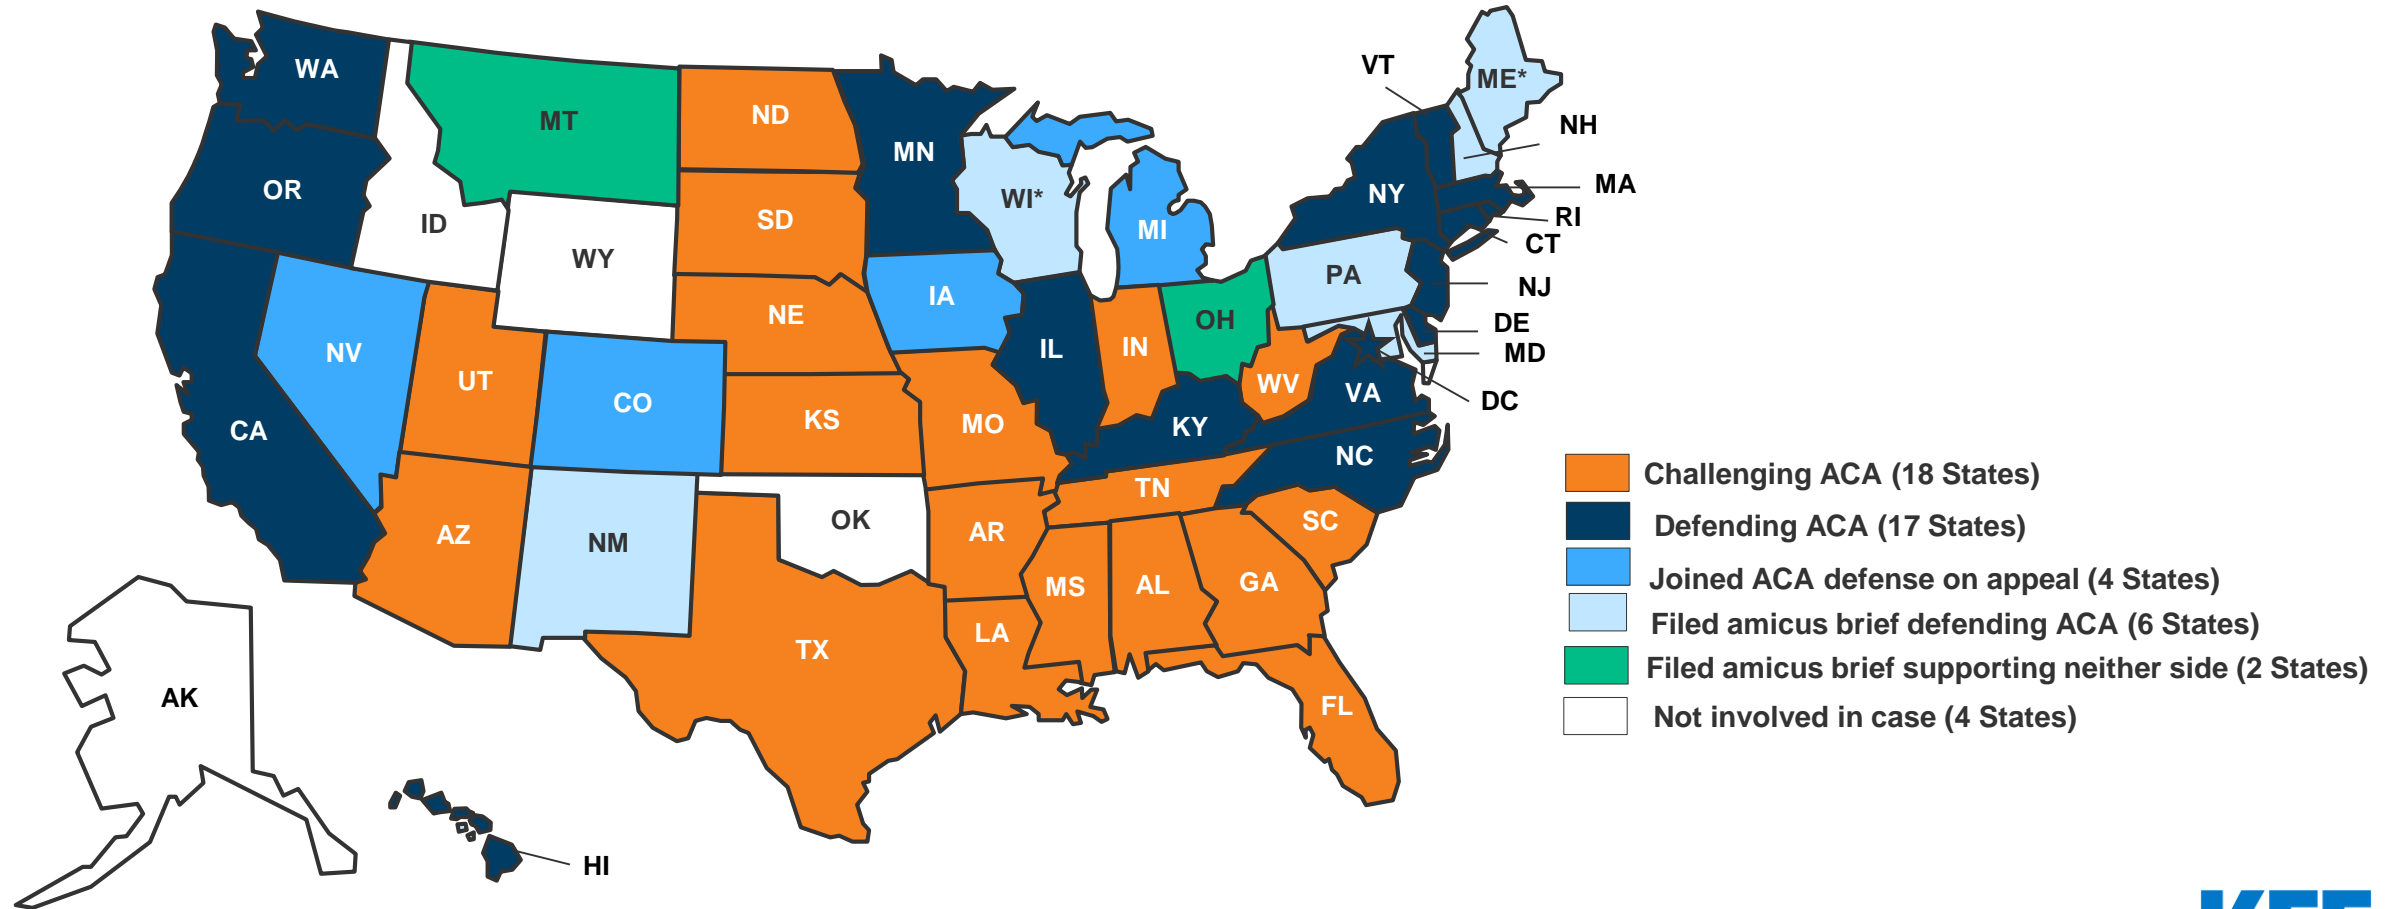 WA
MT
ND
MN
VT
ME*
NH
OR
ID
SD
WI*
MI
NY
MA
RI
CT
WY
NE
IA
PA
NJ
NV
UT
CO
IL
IN
OH
DE
MD
WV
VA
DC
CA
KS
MO
KY
NC
AZ
NM
OK
AR
TN
SC
MS
AL
GA
TX
LA
FL
AK
HI
Challenging ACA (18 States)
Defending ACA (17 States)
Joined ACA defense on appeal (4 States)
Filed amicus brief defending ACA (6 States)
Filed amicus brief supporting neither side (2 States)
Not involved in case (4 States)